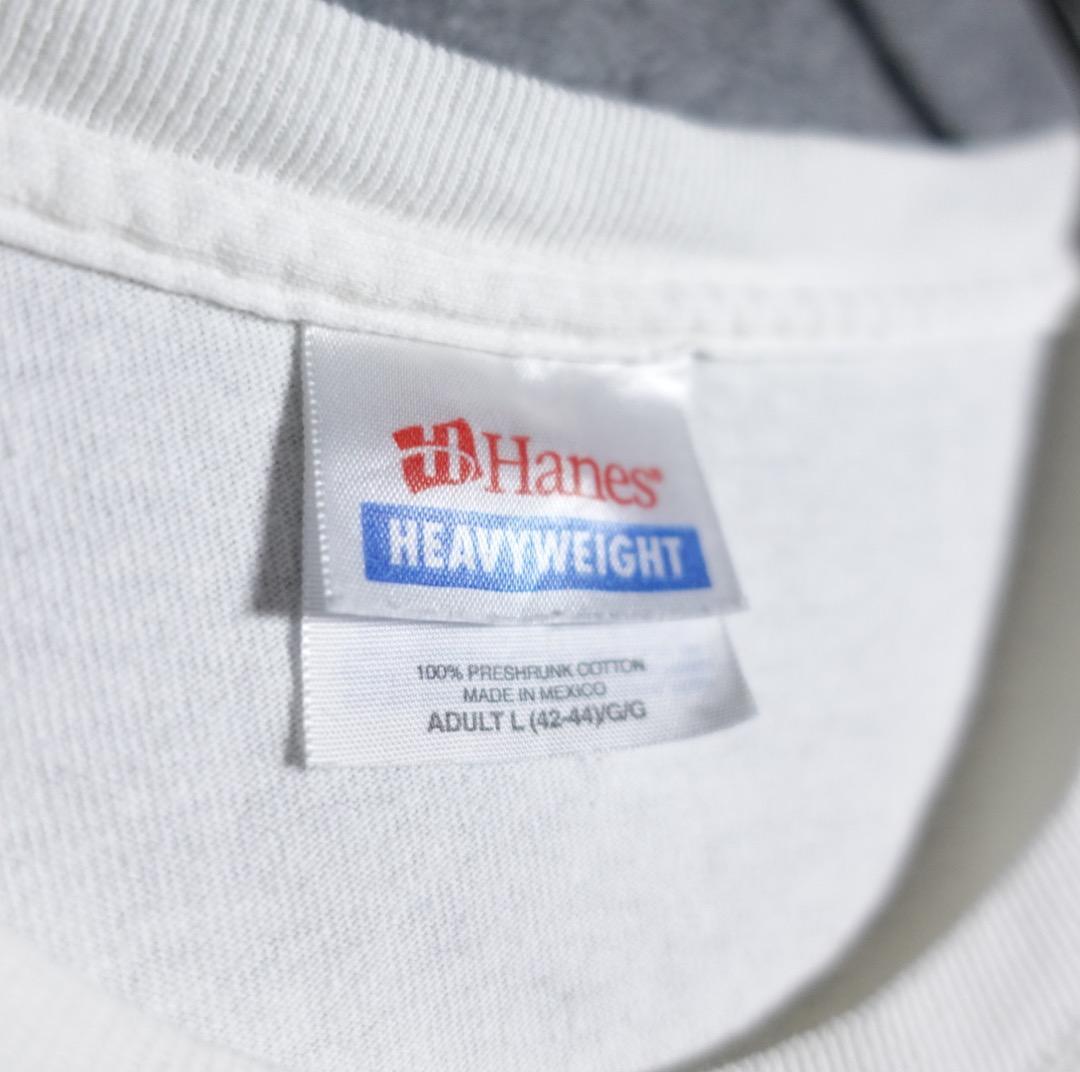 Hanes®
HEAVYWEIGHT
100% PRESHRUNK COTTON
MADE IN MEXICO
ADULT L (42-44)/G/G